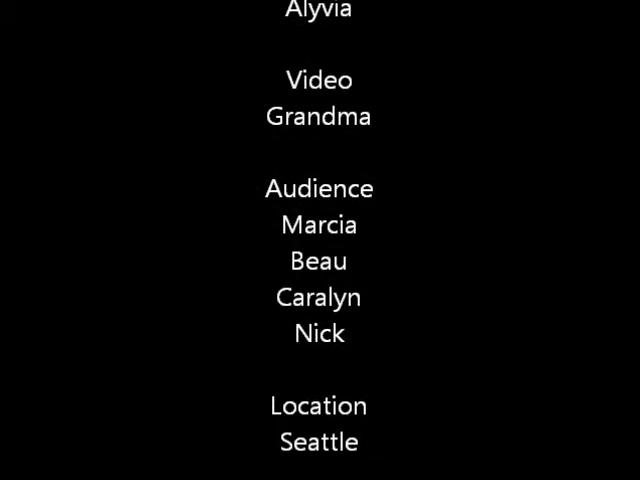 Alyvia
Video
Grandma
Audience
Marcia
Beau
Caralyn
Nick
Location
Seattle